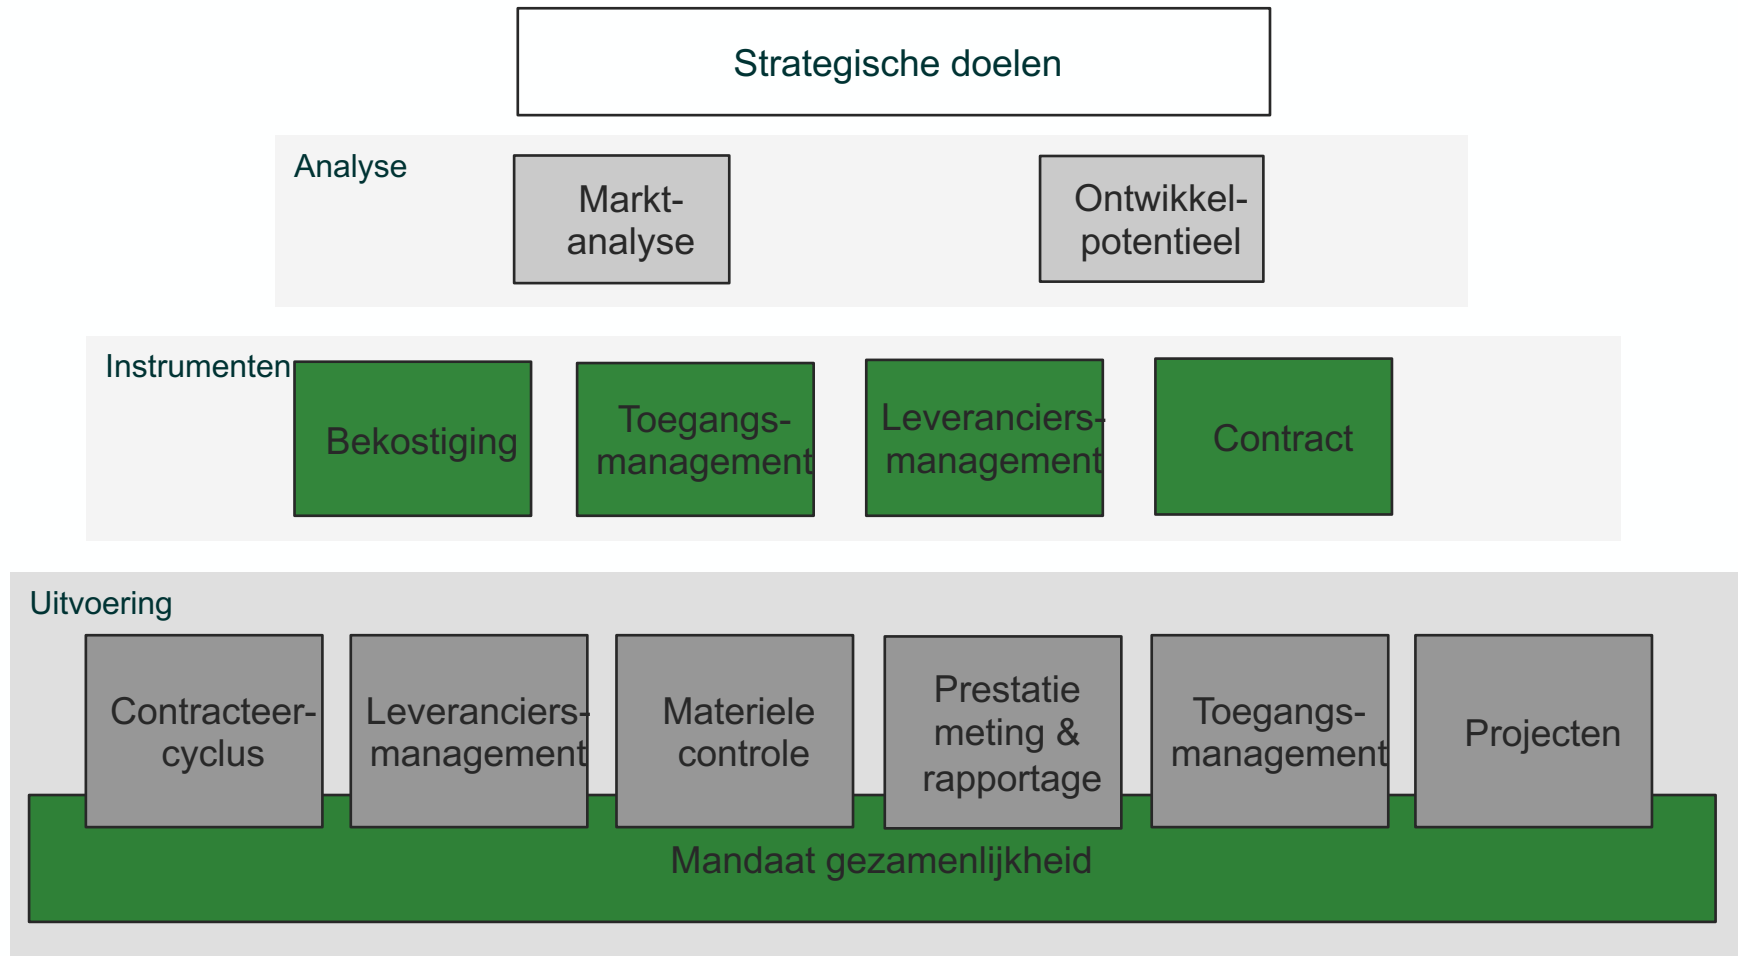 Strategische doelen
Analyse
Markt-
analyse
Ontwikkel-
potentieel
Instrumenten
Bekostiging
Toegangs-
management
Leveranciers-
management
Contract
Uitvoering
Contracteer-
cyclus
Leveranciers-
management
Materiele
controle
Prestatie
meting &
rapportage
Toegangs-
management
Projecten
Mandaat gezamenlijkheid